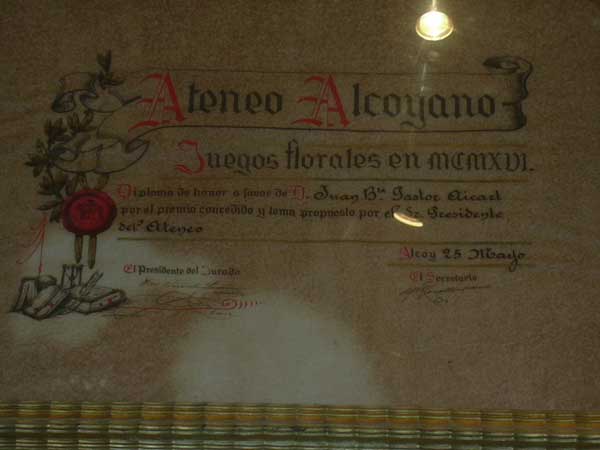 Ateneo Alcoyano
Juegos florales en MCMXVI.
Diploma de honor a favor de D. Juan Bta Pastor Aicart
por el premio concedido y tema propuesto por el Sr. Presidente
del Ateneo
Alcoy 25 Mayo
El Presidente del Jurado
El Secretario